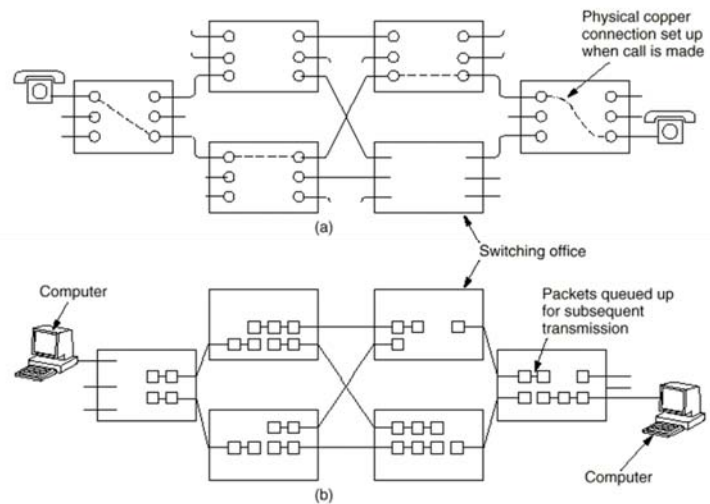 Physical copper
connection set up
when call is made
(a)
Switching office
Computer
Packets queued up
for subsequent
transmission
Computer
(b)